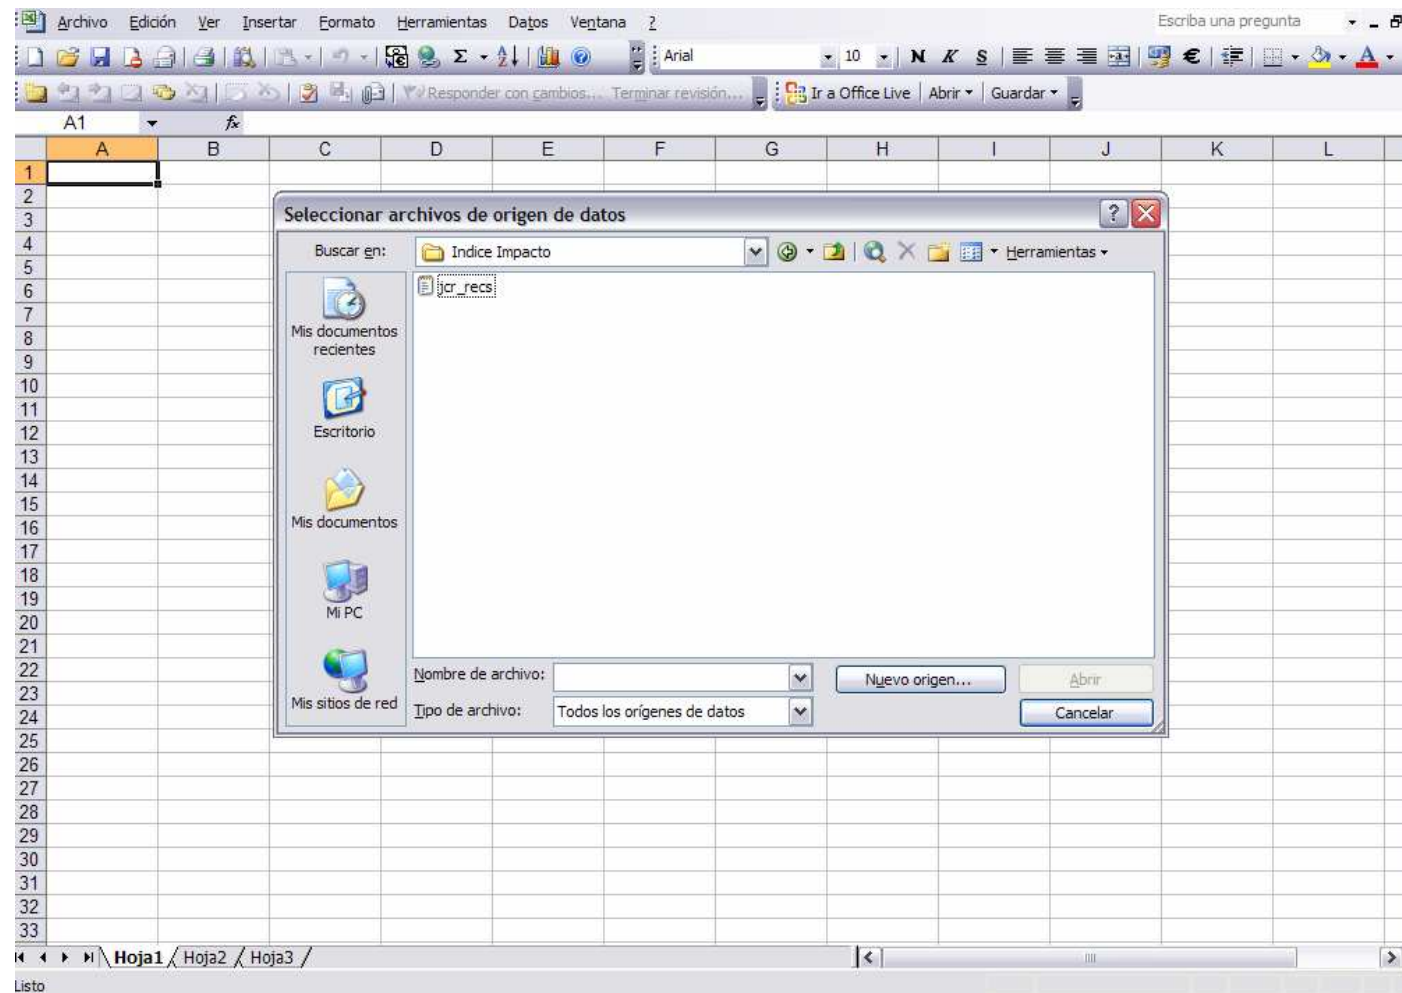 Archivo Edición Ver Insertar Formato Herramientas Datos Ventana ? Escriba una pregunta
Σ Arial 10 N K S €
Responder con cambios... Terminar revisión... Ir a Office Live Abrir Guardar
A1 fx
A B C D E F G H I J K L
1
2
3
4
5
6
7
8
9
10
11
12
13
14
15
16
17
18
19
20
21
22
23
24
25
26
27
28
29
30
31
32
33
Seleccionar archivos de origen de datos
Buscar en: Indice Impacto Herramientas
jcr_recs
Mis documentos
recientes
Escritorio
Mis documentos
Mi PC
Mis sitios de red
Nombre de archivo: Nuevo origen... Abrir
Tipo de archivo: Todos los orígenes de datos Cancelar
Hoja1 Hoja2 Hoja3
Listo